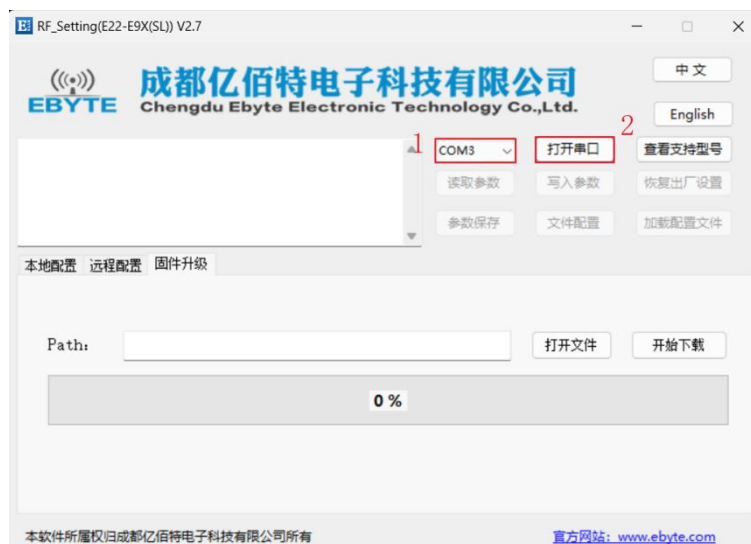 RF_Setting(E22-E9X(SL)) V2.7
EBYTE
成都亿佰特电子科技有限公司
Chengdu Ebyte Electronic Technology Co.,Ltd.
中文
English
1
COM3
打开串口
2
查看支持型号
读取参数
写入参数
恢复出厂设置
参数保存
文件配置
加载配置文件
本地配置 远程配置 固件升级
Path:
打开文件
开始下载
0 %
本软件所属权归成都亿佰特电子科技有限公司所有
官方网站：www.ebyte.com